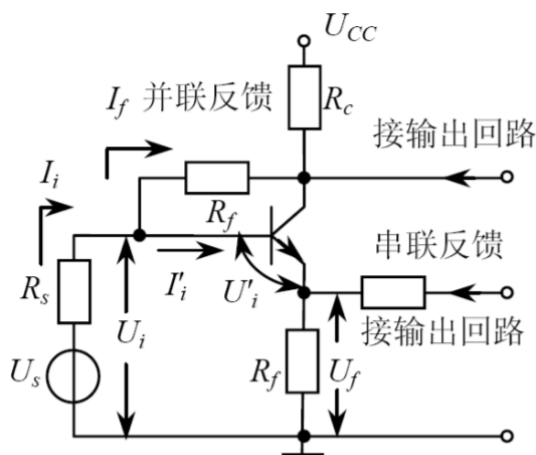 U_CC
I_f 并联反馈
R_c
接输出回路
I_i
R_f
串联反馈
I'_i
U'_i
R_s
U_i
接输出回路
U_s
R_f
U_f